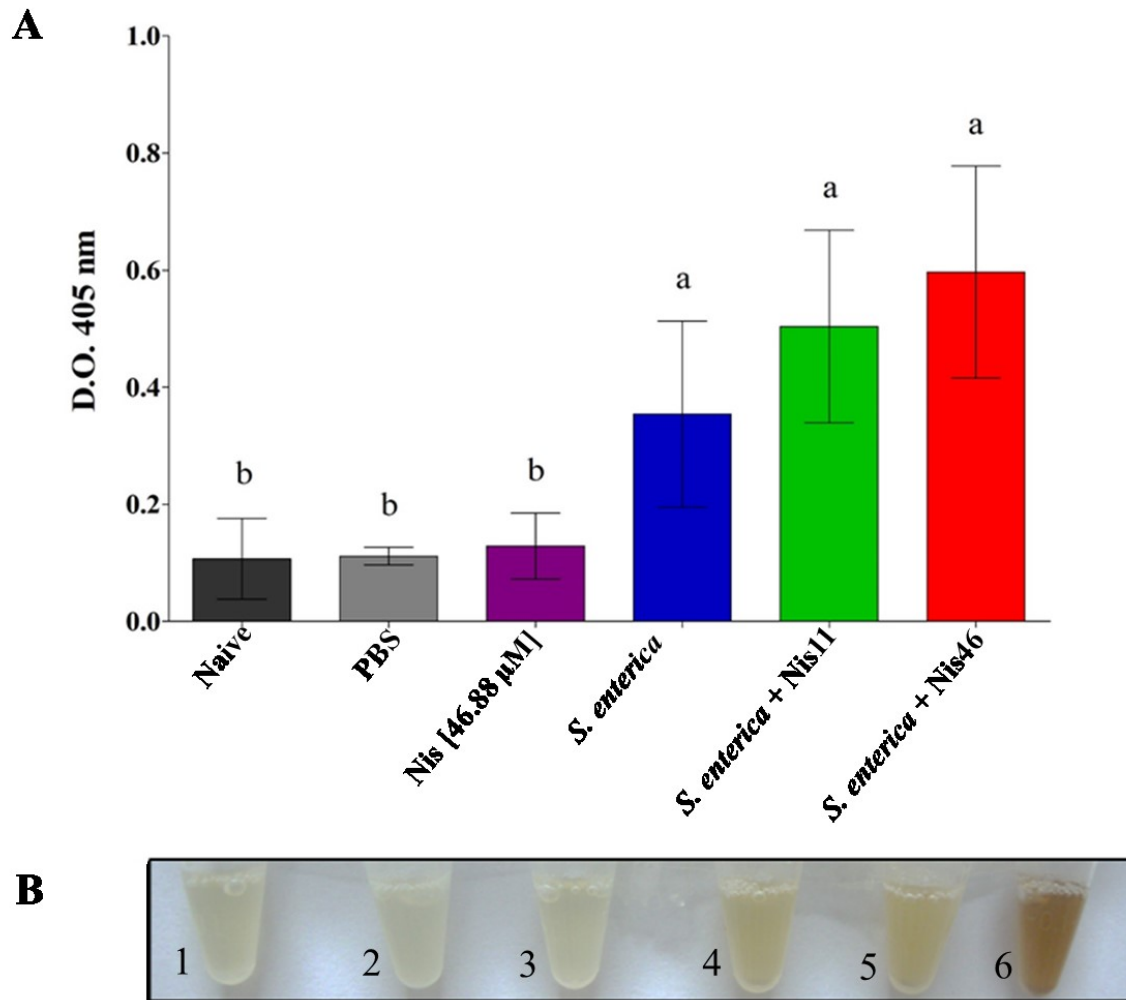 A
1.0
0.8
0.6
0.4
0.2
0.0
D.O. 405 nm
b
b
b
a
a
a
Naive
PBS
Nis [46.88 µM]
S. enterica
S. enterica + Nis11
S. enterica + Nis46
B
1
2
3
4
5
6